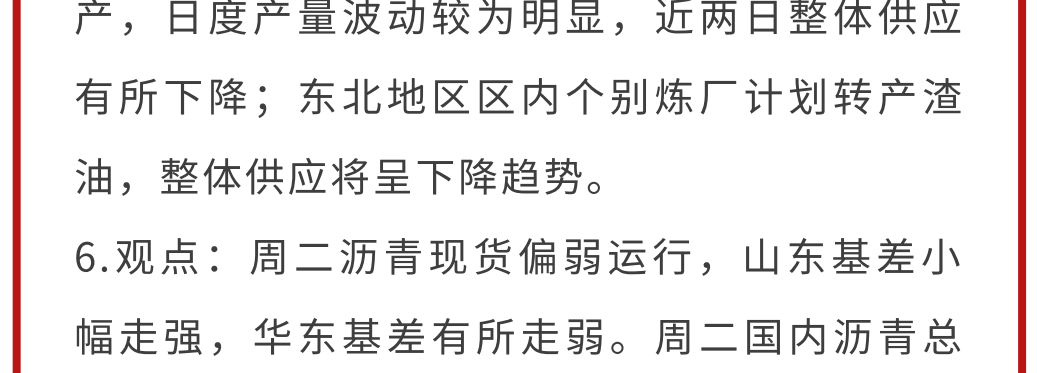 产，日度产量波动较为明显，近两日整体供应
有所下降；东北地区区内个别炼厂计划转产渣
油，整体供应将呈下降趋势。
6.观点：周二沥青现货偏弱运行，山东基差小
幅走强，华东基差有所走弱。周二国内沥青总